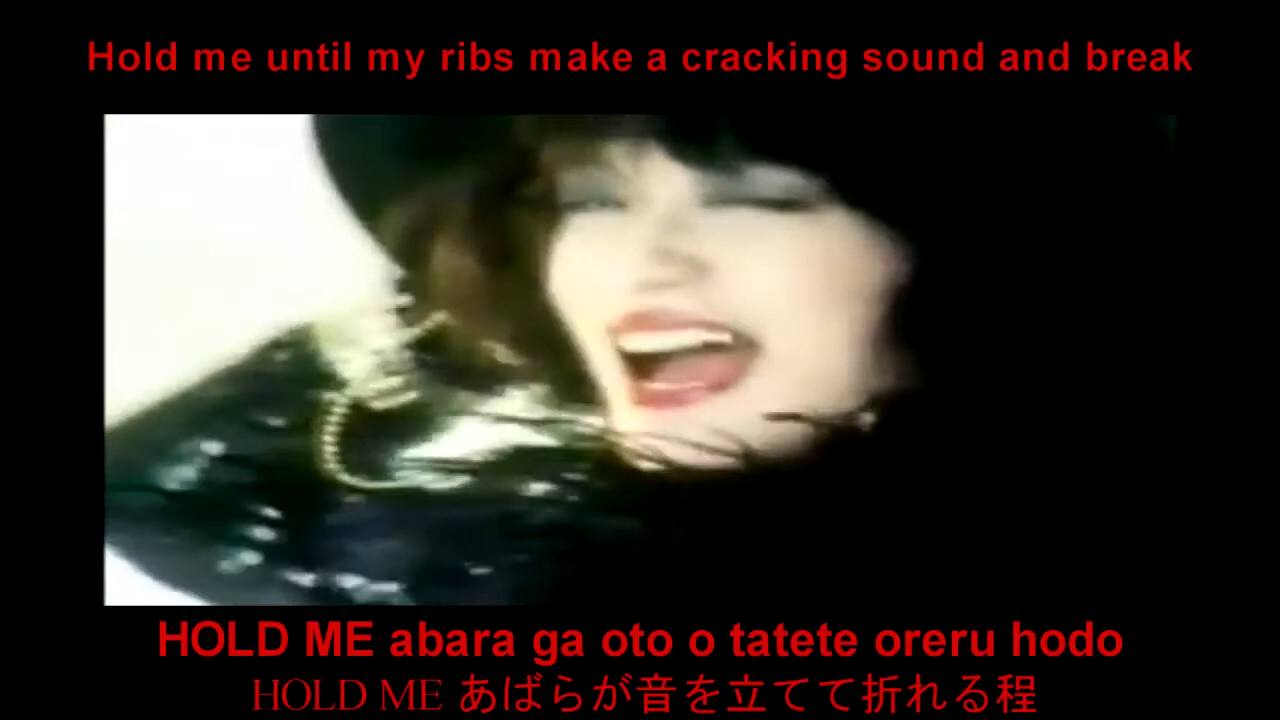 Hold me until my ribs make a cracking sound and break
HOLD ME abara ga oto o tatete oreru hodo
HOLD ME あばらが音を立てて折れる程